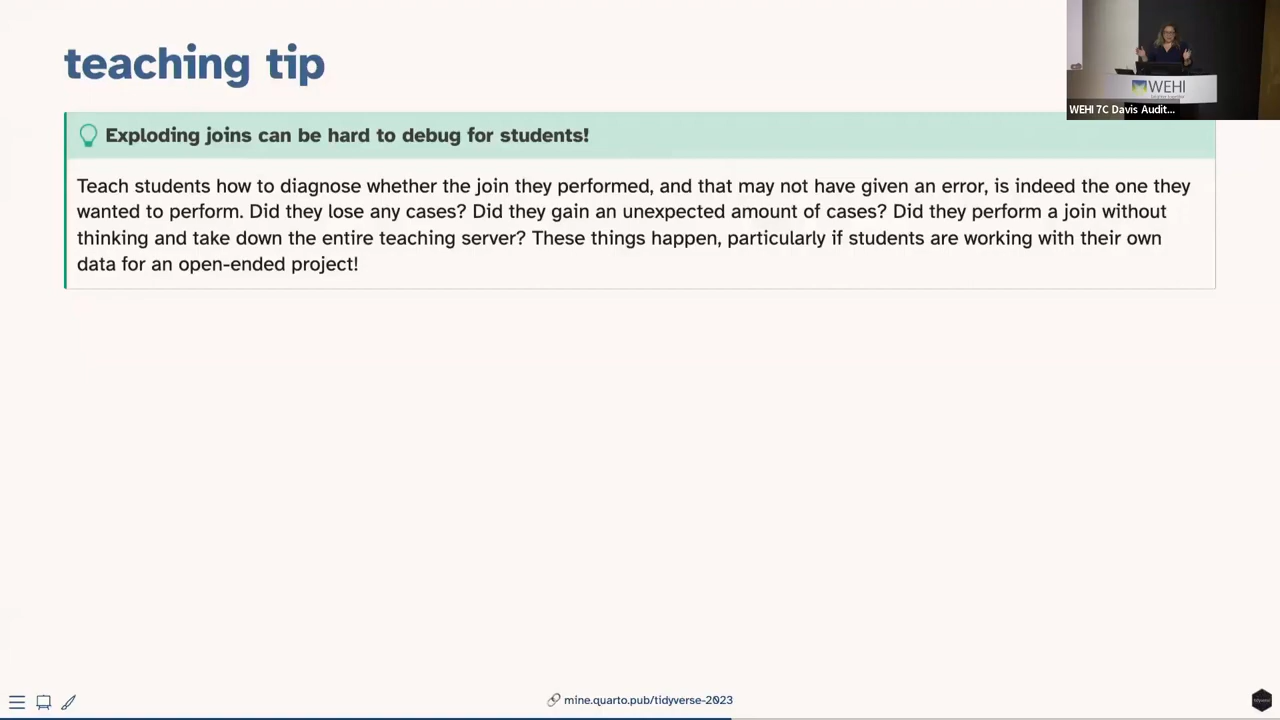 teaching tip
WEHI
WEHI 7C Davis Audit...
Exploding joins can be hard to debug for students!
Teach students how to diagnose whether the join they performed, and that may not have given an error, is indeed the one they
wanted to perform. Did they lose any cases? Did they gain an unexpected amount of cases? Did they perform a join without
thinking and take down the entire teaching server? These things happen, particularly if students are working with their own
data for an open-ended project!
mine.quarto.pub/tidyverse-2023